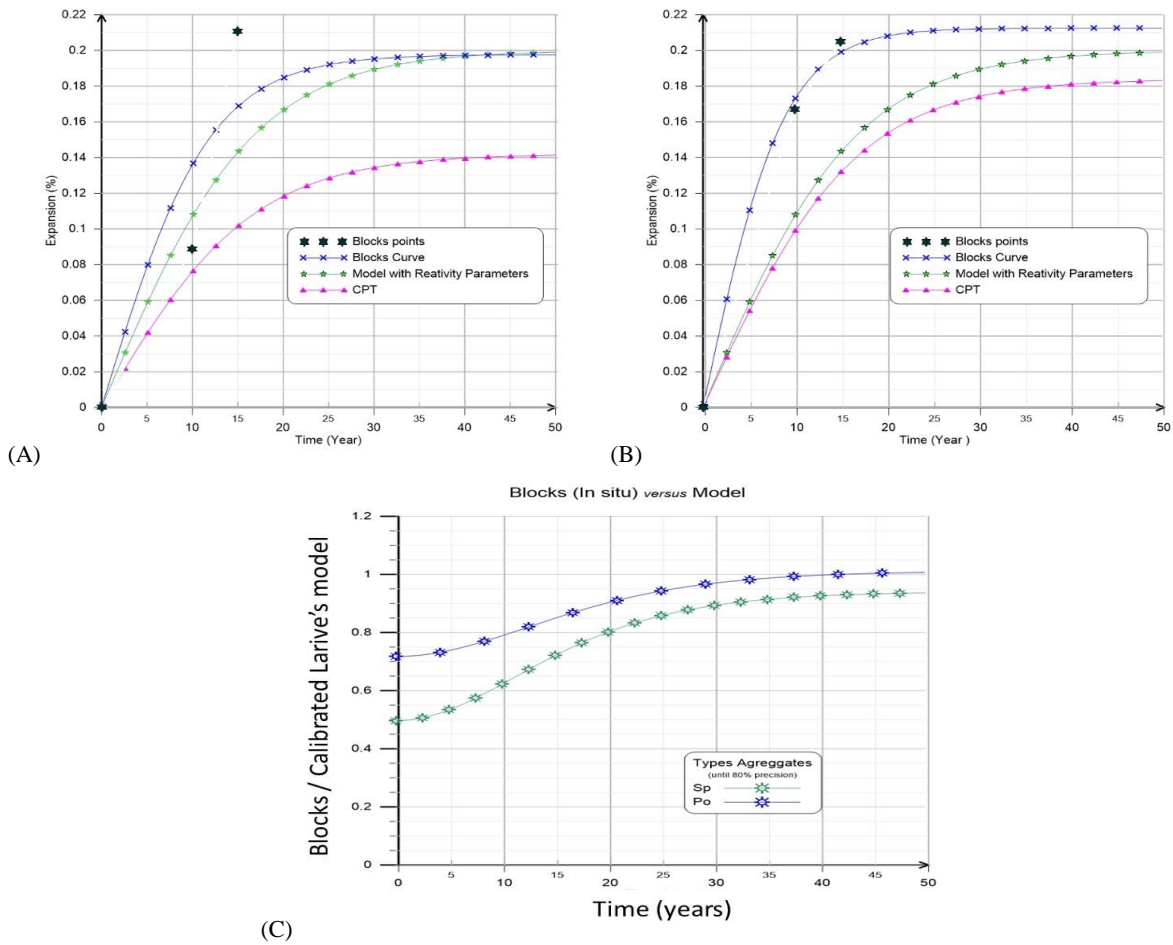 0.22
0.2
0.18
0.16
0.14
0.12
0.1
0.08
0.06
0.04
0.02
0
Expansion (%)
Blocks points
Blocks Curve
Model with Reativity Parameters
CPT
0 5 10 15 20 25 30 35 40 45 50
Time (Year)
(A)
0.22
0.2
0.18
0.16
0.14
0.12
0.1
0.08
0.06
0.04
0.02
0
Expansion (%)
Blocks points
Blocks Curve
Model with Reativity Parameters
CPT
0 5 10 15 20 25 30 35 40 45 50
Time (Year )
(B)
Blocks (In situ) versus Model
1.2
1
0.8
0.6
0.4
0.2
0
Blocks / Calibrated Larive's model
Types Agreggates
(until 80% precision)
Sp
Po
0 5 10 15 20 25 30 35 40 45 50
Time (years)
(C)